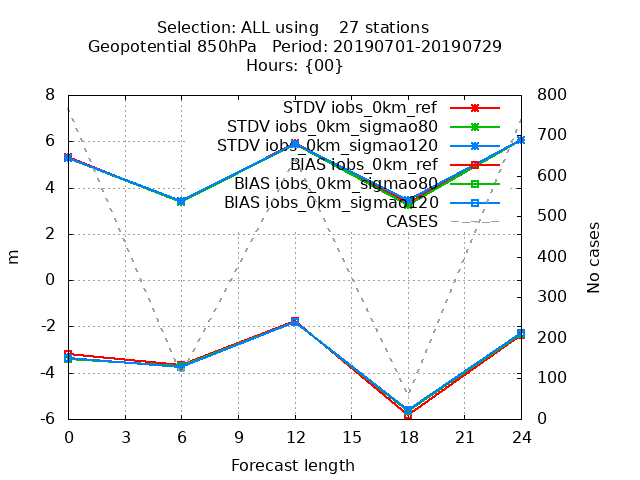 Selection: ALL using    27 stations
Geopotential 850hPa   Period: 20190701-20190729
Hours: {00}
8
6
4
2
0
-2
-4
-6
m
800
700
600
500
400
300
200
100
0
No cases
STDV iobs_0km_ref
STDV iobs_0km_sigmao80
STDV iobs_0km_sigmao120
BIAS iobs_0km_ref
BIAS iobs_0km_sigmao80
BIAS iobs_0km_sigmao120
CASES
0 3 6 9 12 15 18 21 24
Forecast length